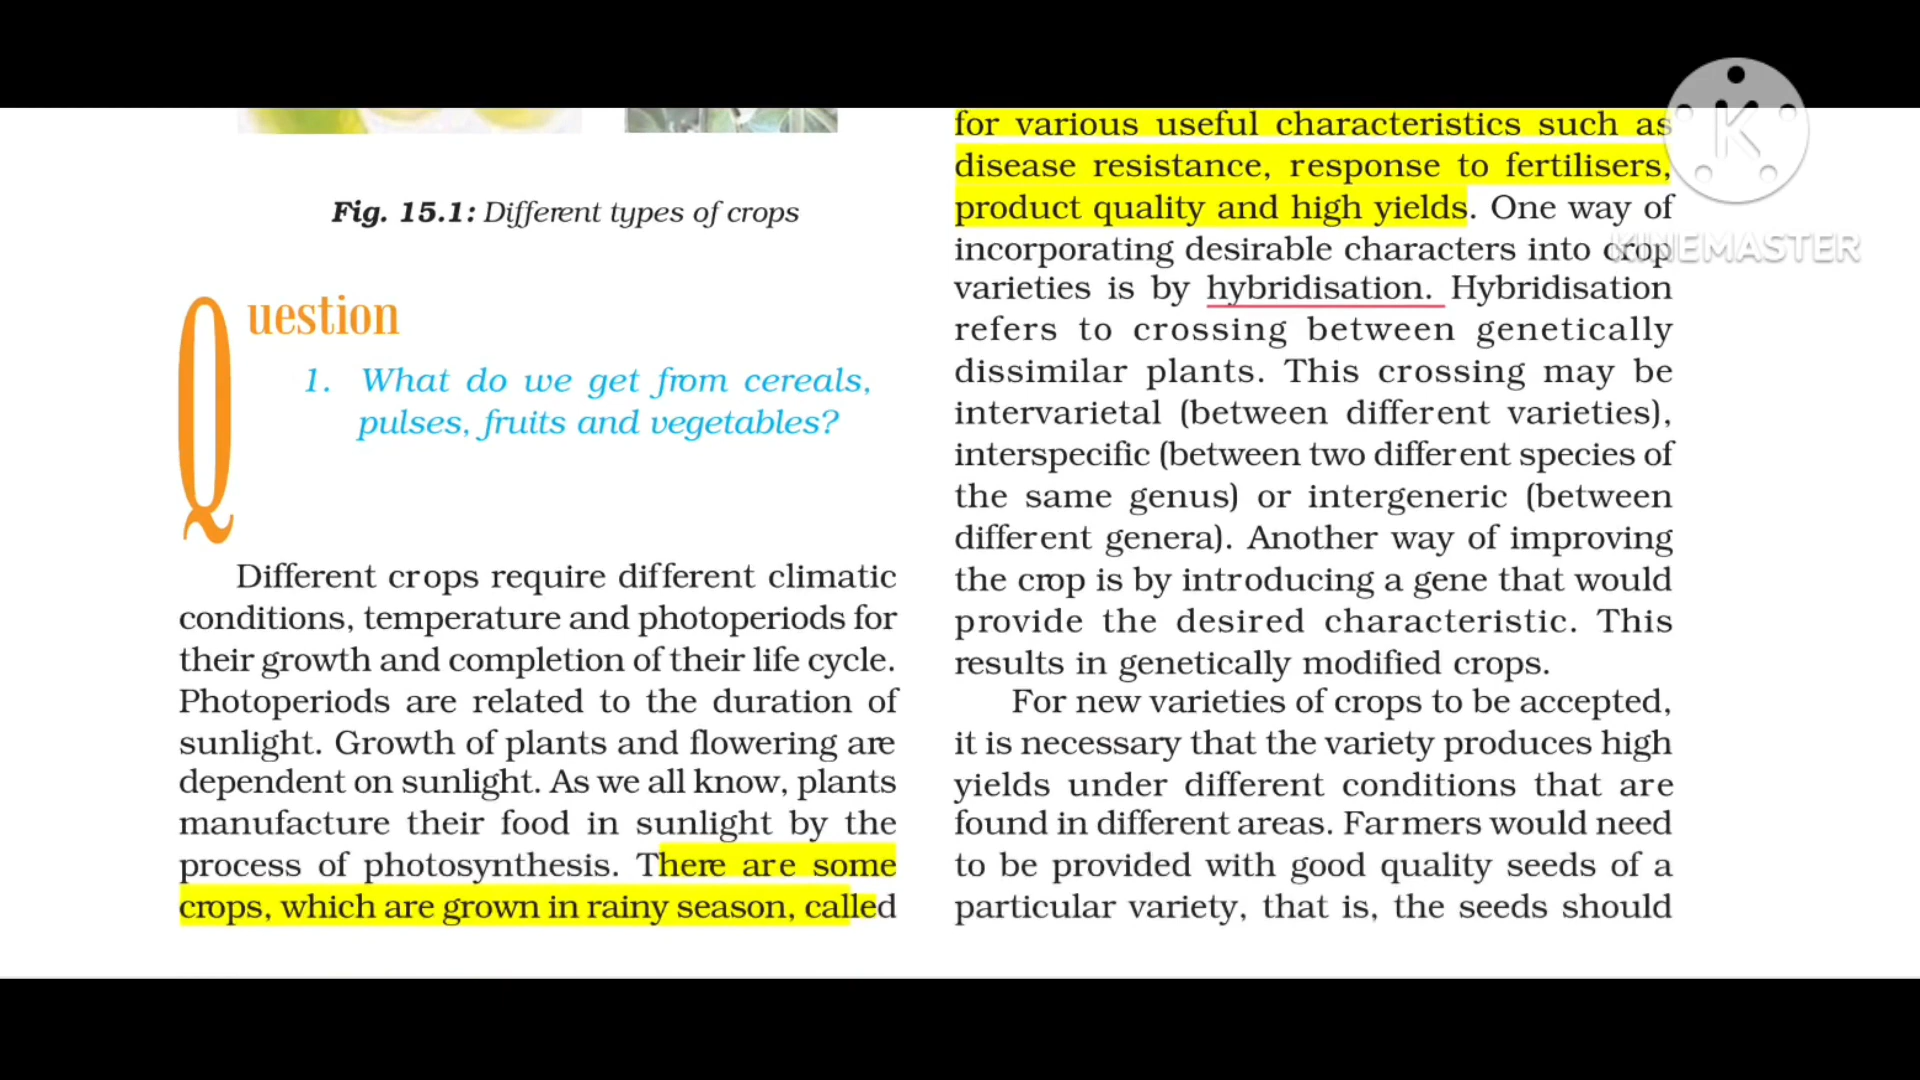 Fig. 15.1: Different types of crops
Question
1. What do we get from cereals,
pulses, fruits and vegetables?
Different crops require different climatic
conditions, temperature and photoperiods for
their growth and completion of their life cycle.
Photoperiods are related to the duration of
sunlight. Growth of plants and flowering are
dependent on sunlight. As we all know, plants
manufacture their food in sunlight by the
process of photosynthesis. There are some
crops, which are grown in rainy season, called
for various useful characteristics such as
disease resistance, response to fertilisers,
product quality and high yields. One way of
incorporating desirable characters into crop
varieties is by hybridisation. Hybridisation
refers to crossing between genetically
dissimilar plants. This crossing may be
intervarietal (between different varieties),
interspecific (between two different species of
the same genus) or intergeneric (between
different genera). Another way of improving
the crop is by introducing a gene that would
provide the desired characteristic. This
results in genetically modified crops.
For new varieties of crops to be accepted,
it is necessary that the variety produces high
yields under different conditions that are
found in different areas. Farmers would need
to be provided with good quality seeds of a
particular variety, that is, the seeds should
K
KINEMASTER